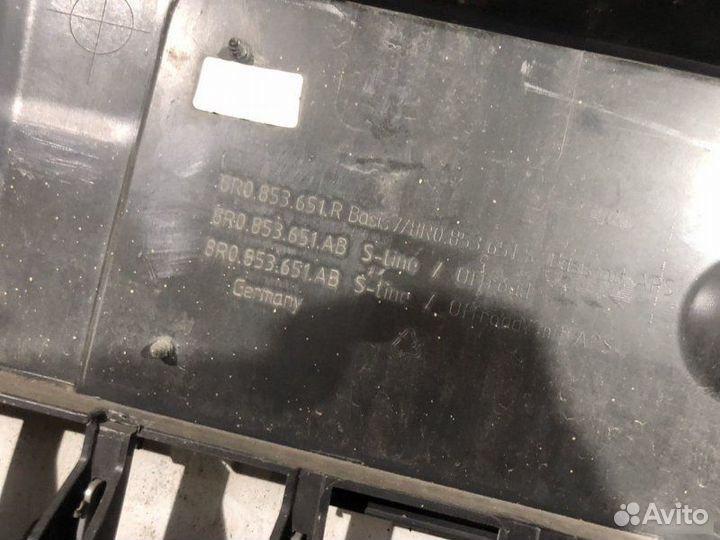 8R0.853.651.R Basis//8R0.853.651
8R0.853.651.AB S-Line / Offroad
8R0.853.651.AB S-Line / Offroad
Germany
Avito